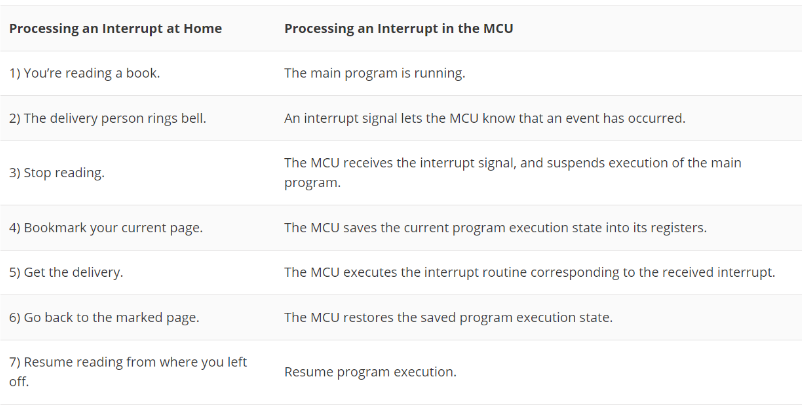 Processing an Interrupt at Home
Processing an Interrupt in the MCU
1) You’re reading a book.
The main program is running.
2) The delivery person rings bell.
An interrupt signal lets the MCU know that an event has occurred.
3) Stop reading.
The MCU receives the interrupt signal, and suspends execution of the main
program.
4) Bookmark your current page.
The MCU saves the current program execution state into its registers.
5) Get the delivery.
The MCU executes the interrupt routine corresponding to the received interrupt.
6) Go back to the marked page.
The MCU restores the saved program execution state.
7) Resume reading from where you left
off.
Resume program execution.